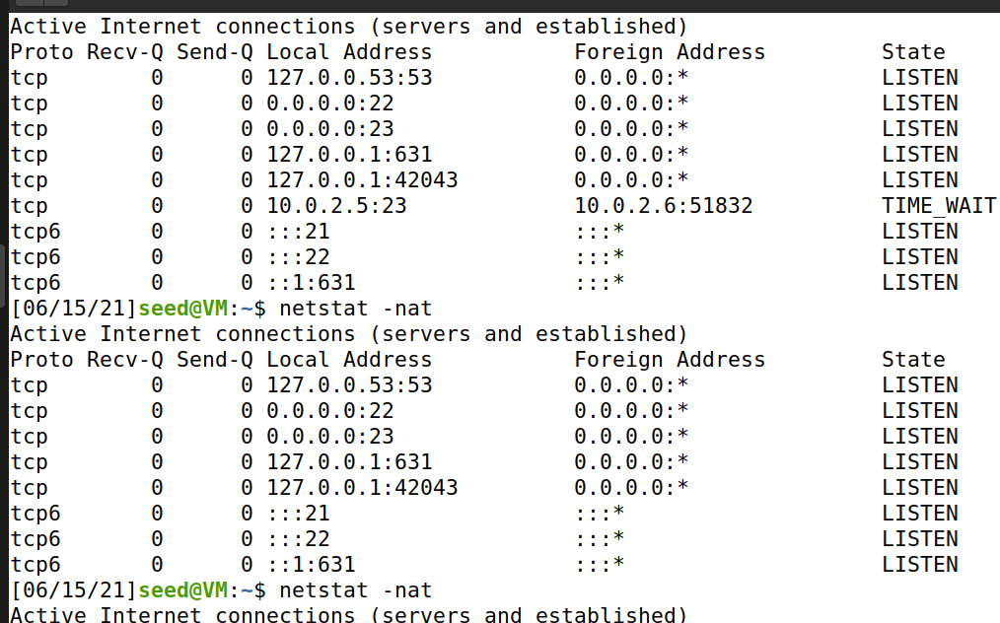 Active Internet connections (servers and established)
Proto Recv-Q Send-Q Local Address           Foreign Address         State
tcp        0      0 127.0.0.53:53           0.0.0.0:*               LISTEN
tcp        0      0 0.0.0.0:22              0.0.0.0:*               LISTEN
tcp        0      0 0.0.0.0:23              0.0.0.0:*               LISTEN
tcp        0      0 127.0.0.1:631           0.0.0.0:*               LISTEN
tcp        0      0 127.0.0.1:42043         0.0.0.0:*               LISTEN
tcp        0      0 10.0.2.5:23             10.0.2.6:51832          TIME_WAIT
tcp6       0      0 :::21                   :::*                    LISTEN
tcp6       0      0 :::22                   :::*                    LISTEN
tcp6       0      0 ::1:631                 :::*                    LISTEN
[06/15/21]seed@VM:~$ netstat -nat
Active Internet connections (servers and established)
Proto Recv-Q Send-Q Local Address           Foreign Address         State
tcp        0      0 127.0.0.53:53           0.0.0.0:*               LISTEN
tcp        0      0 0.0.0.0:22              0.0.0.0:*               LISTEN
tcp        0      0 0.0.0.0:23              0.0.0.0:*               LISTEN
tcp        0      0 127.0.0.1:631           0.0.0.0:*               LISTEN
tcp        0      0 127.0.0.1:42043         0.0.0.0:*               LISTEN
tcp6       0      0 :::21                   :::*                    LISTEN
tcp6       0      0 :::22                   :::*                    LISTEN
tcp6       0      0 ::1:631                 :::*                    LISTEN
[06/15/21]seed@VM:~$ netstat -nat
Active Internet connections (servers and established)